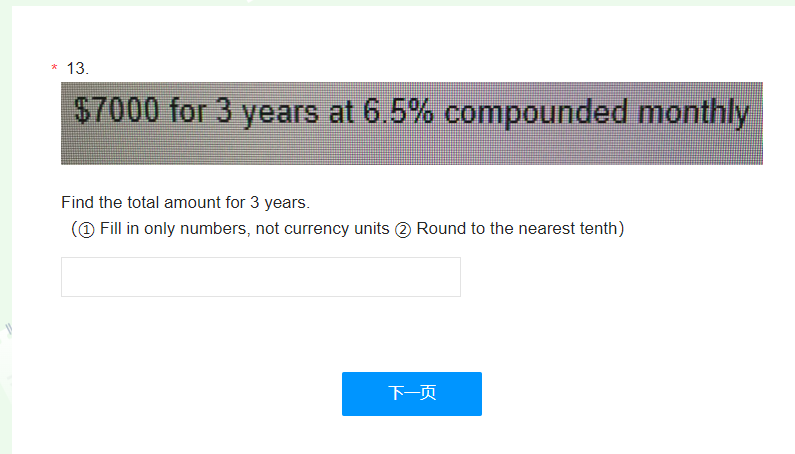 * 13.
$7000 for 3 years at 6.5% compounded monthly
Find the total amount for 3 years.
(① Fill in only numbers, not currency units ② Round to the nearest tenth)
下一页